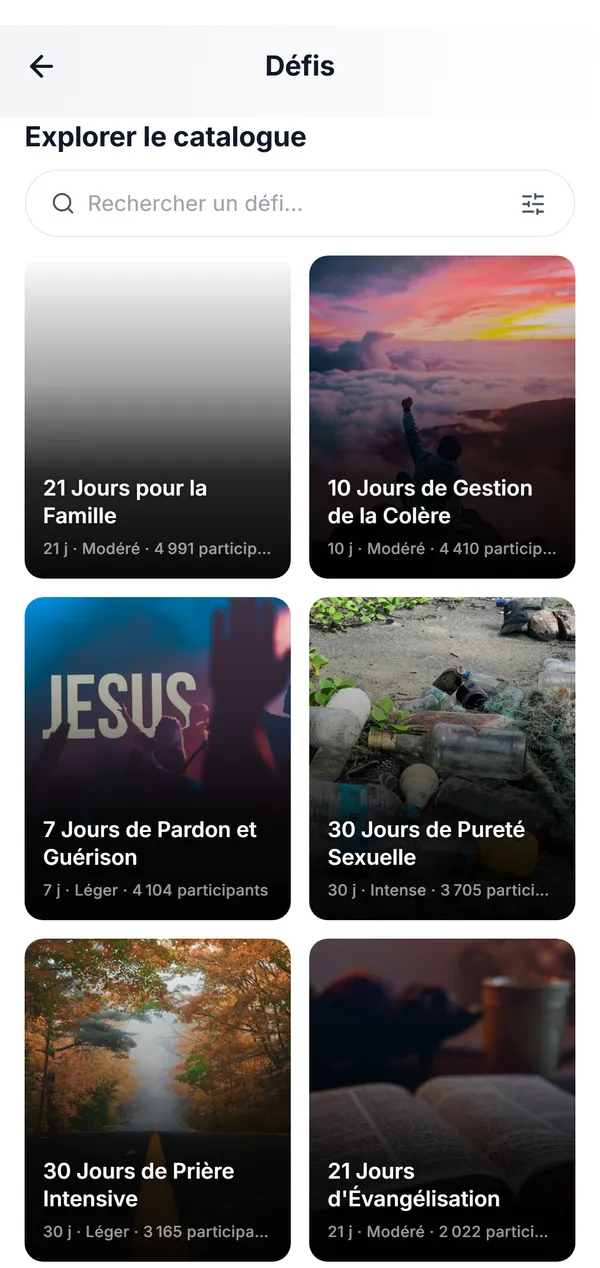 Défis
Explorer le catalogue
Rechercher un défi...
21 Jours pour la
Famille
21 j · Modéré · 4 991 particip...
10 Jours de Gestion
de la Colère
10 j · Modéré · 4 410 particip...
JESUS
7 Jours de Pardon et
Guérison
7 j · Léger · 4 104 participants
30 Jours de Pureté
Sexuelle
30 j · Intense · 3 705 partici...
30 Jours de Prière
Intensive
30 j · Léger · 3 165 participa...
21 Jours
d'Évangélisation
21 j · Modéré · 2 022 partici...